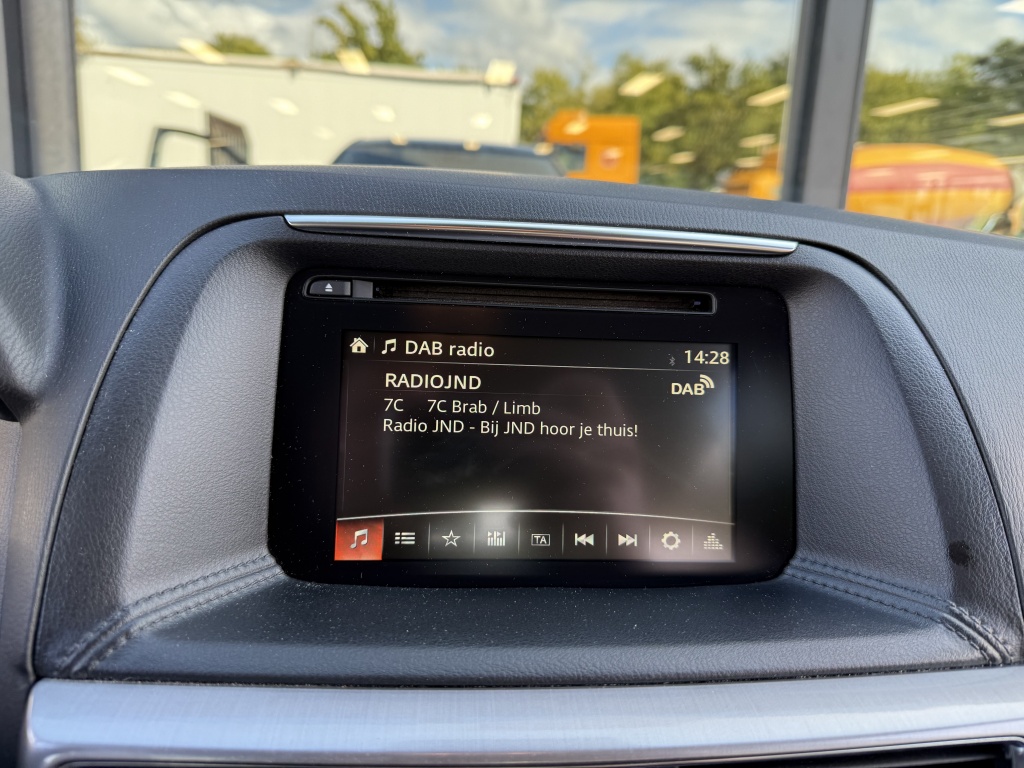 DAB radio 14:28
RADIOJND DAB
7C 7C Brab / Limb
Radio JND - Bij JND hoor je thuis!
TA